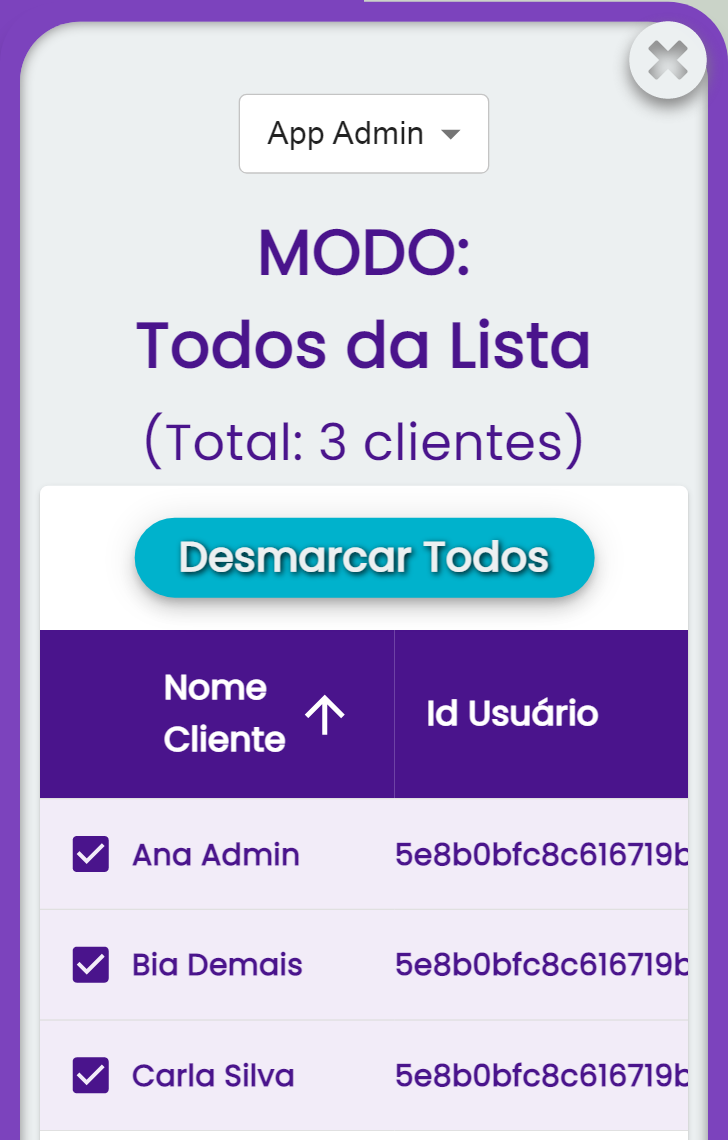 App Admin
MODO:
Todos da Lista
(Total: 3 clientes)
Desmarcar Todos
Nome
Cliente
Id Usuário
Ana Admin 5e8b0bfc8c616719b
Bia Demais 5e8b0bfc8c616719b
Carla Silva 5e8b0bfc8c616719b